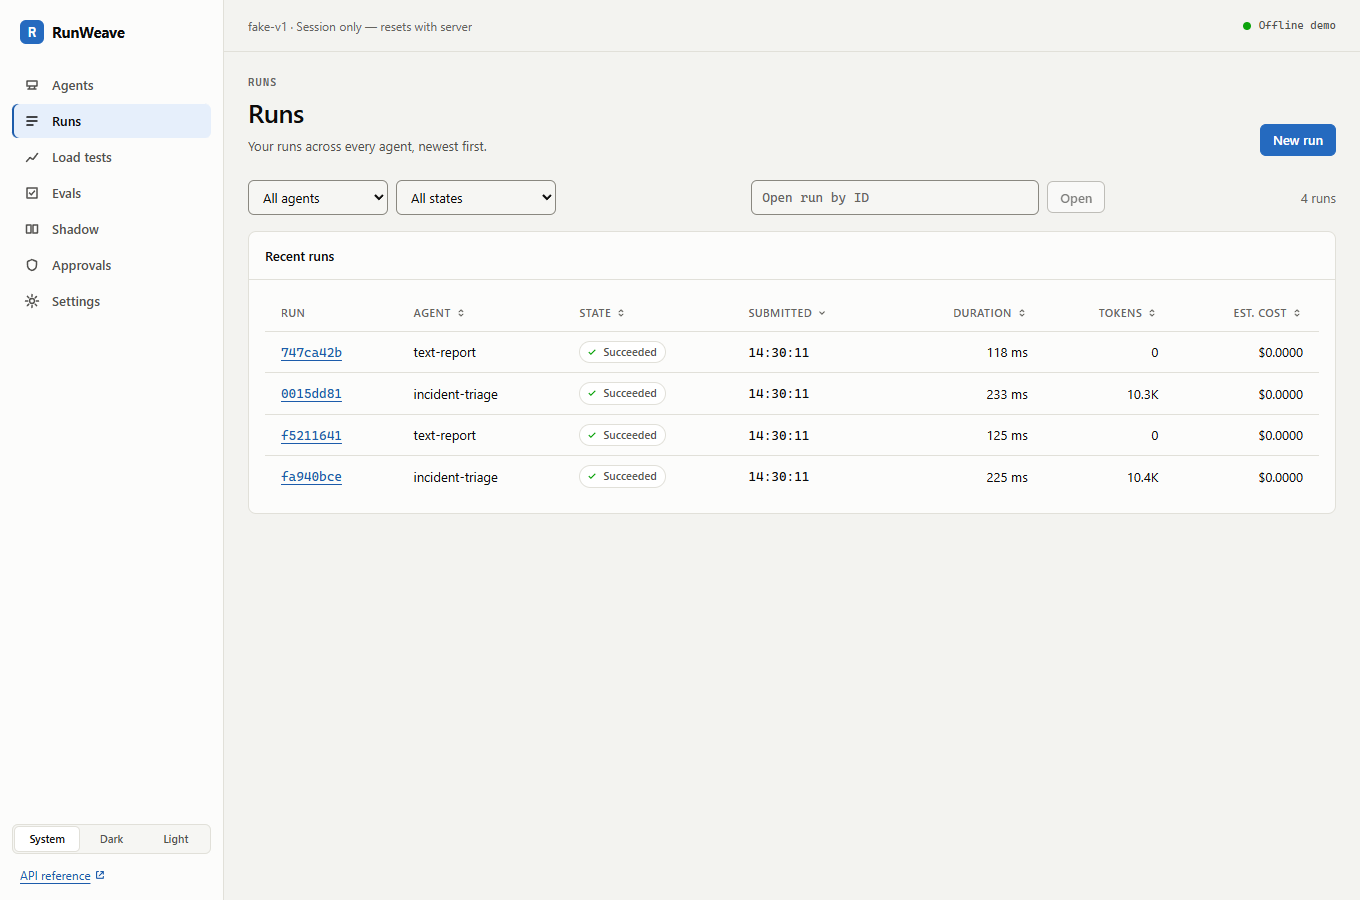 R RunWeave
Agents
Runs
Load tests
Evals
Shadow
Approvals
Settings
System Dark Light
API reference
fake-v1 · Session only — resets with server
Offline demo
RUNS
Runs
Your runs across every agent, newest first.
New run
All agents All states Open run by ID Open 4 runs
Recent runs
RUN AGENT STATE SUBMITTED DURATION TOKENS EST. COST
747ca42b text-report Succeeded 14:30:11 118 ms 0 $0.0000
0015dd81 incident-triage Succeeded 14:30:11 233 ms 10.3K $0.0000
f5211641 text-report Succeeded 14:30:11 125 ms 0 $0.0000
fa940bce incident-triage Succeeded 14:30:11 225 ms 10.4K $0.0000